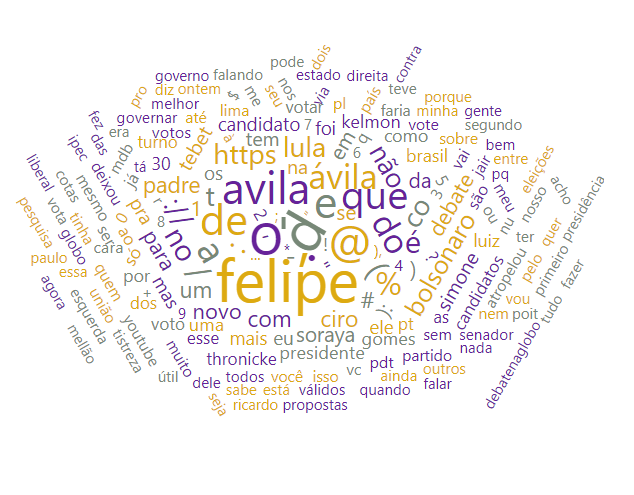 dois
contra
pode
pro
governo
falando
nos
estado
direita
diz
ontem
me
seu
via
país
teve
melhor
pl
porque
fez
das
governar
até
lima
votar
faria
minha
gente
era
votos
candidato
7
foi
kelmon
vote
segundo
ipec
mdb
turno
tebet
tem
em
q
como
sobre
bem
deixou
30
https
lula
6
não
brasil
vai
jair
entre
eleições
liberal
cotas
tá
já
padre
os
na
ávila
da
debate
pq
são
meu
acho
mesmo
pra
r
t
avila
que
co
3
5
ou
nu
nosso
presidência
vota
tinha
o
ao
8
1
de
e
se
é
bolsonaro
luiz
ter
quer
pesquisa
globo
sera
para
no
://
a
2
o
d
@
do
?
simone
atropelou
pelo
primeiro
paulo
essa
cara
por
mas
/
felipe
%
)
candidatos
vou
fazer
agora
união
quem
dos
9
um
4
#
as
nem
poit
tudo
esquerda
youtube
voto
uma
novo
com
ciro
ele
pt
sem
senador
mellão
tistreza
muito
esse
mais
eu
soraya
gomes
partido
nada
thronicke
presidente
vc
pdt
útil
dele
todos
você
isso
ainda
outros
debatenaglobo
seja
sabe
está
válidos
quando
falar
ricardo
propostas